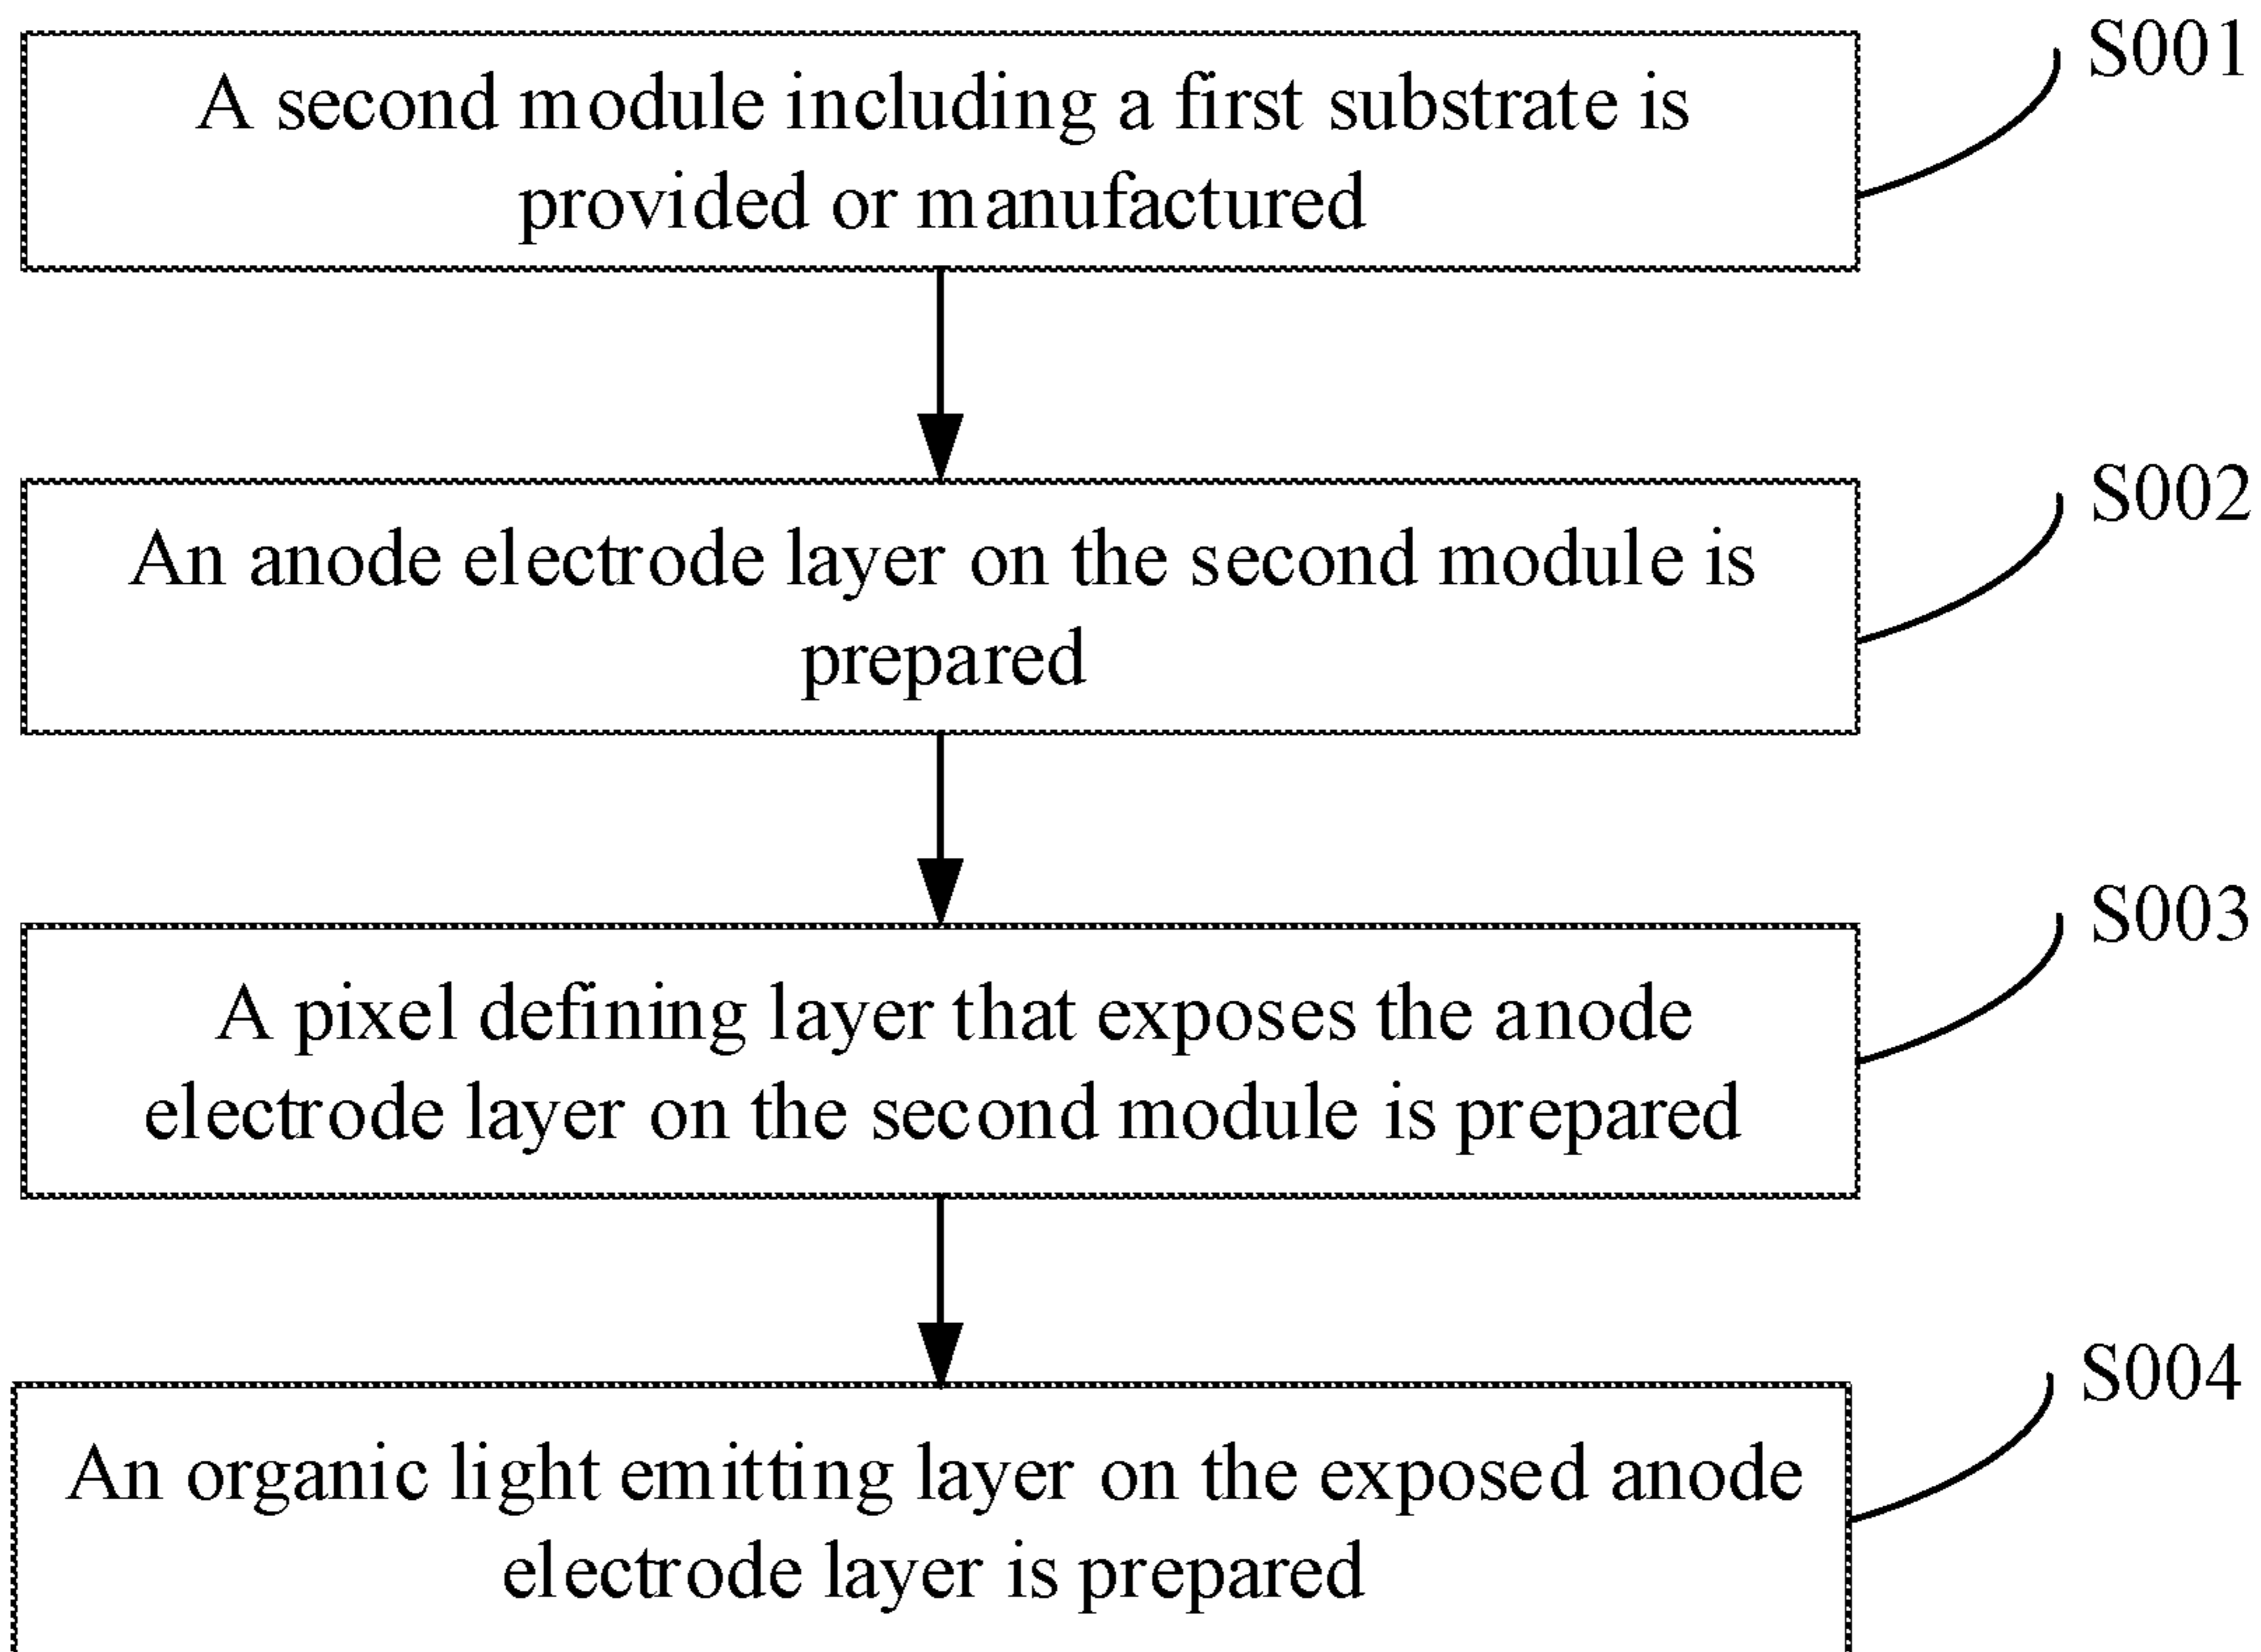 S001
A second module including a first substrate is
provided or manufactured
S002
An anode electrode layer on the second module is
prepared
S003
A pixel defining layer that exposes the anode
electrode layer on the second module is prepared
S004
An organic light emitting layer on the exposed anode
electrode layer is prepared